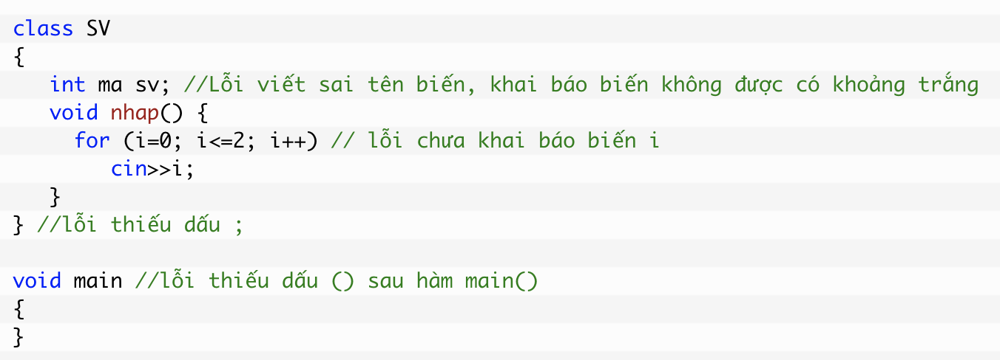 class SV
{
   int ma sv; //Lỗi viết sai tên biến, khai báo biến không được có khoảng trắng
   void nhap() {
     for (i=0; i<=2; i++) // lỗi chưa khai báo biến i
        cin>>i;
   }
} //lỗi thiếu dấu ;
void main //lỗi thiếu dấu () sau hàm main()
{
}